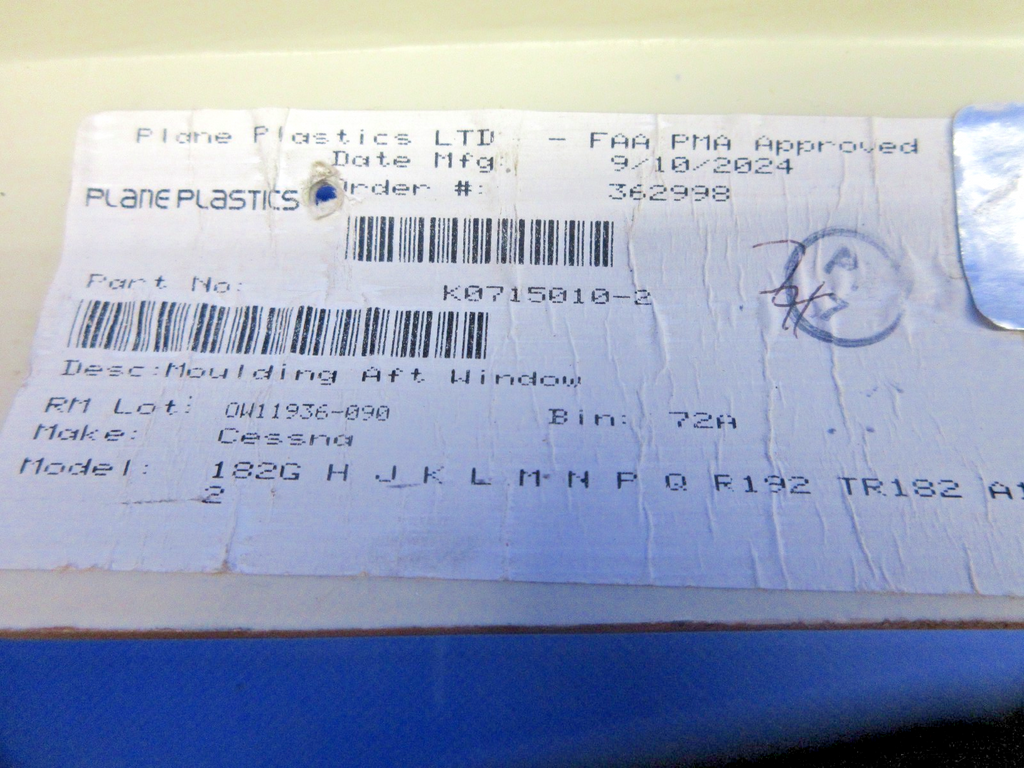 Plane Plastics LTD - FAA PMA Approved
Date Mfg: 9/10/2024
PLANE PLASTICS Order #: 362998
Part No: K0715010-2
Desc:Moulding Aft Window
RM Lot: OW11936-090 Bin: 72A
Make: Cessna
Model: 182G H J K L M N P Q R192 TR182
2